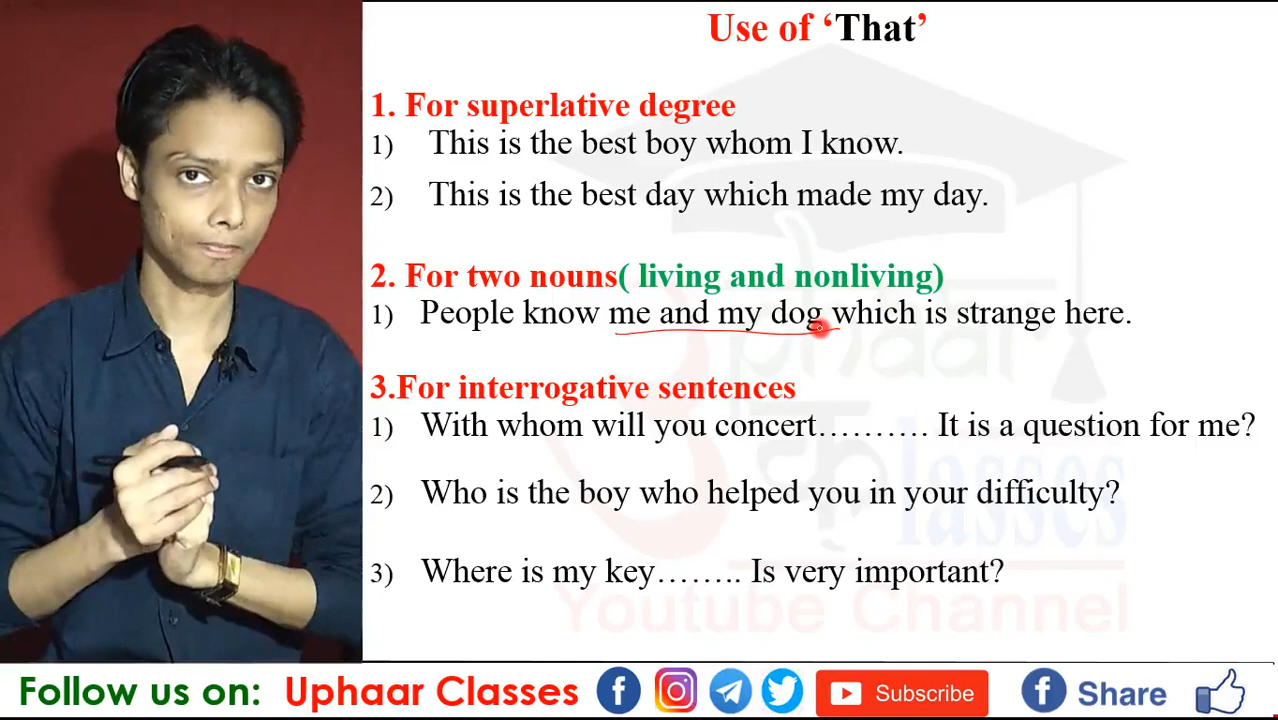 Use of ‘That’
1. For superlative degree
1) This is the best boy whom I know.
2) This is the best day which made my day.
2. For two nouns( living and nonliving)
1) People know me and my dog which is strange here.
3.For interrogative sentences
1) With whom will you concert………. It is a question for me?
2) Who is the boy who helped you in your difficulty?
3) Where is my key…….. Is very important?
Youtube Channel
Follow us on: Uphaar Classes Subscribe Share